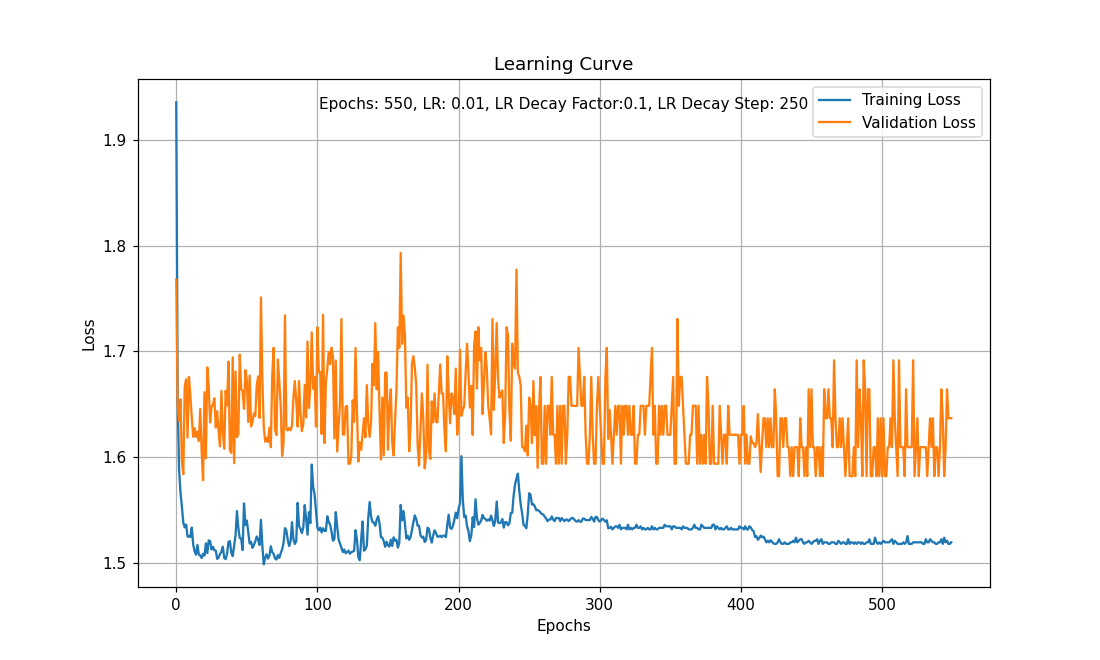 Learning Curve
Epochs: 550, LR: 0.01, LR Decay Factor:0.1, LR Decay Step: 250
Training Loss
Validation Loss
1.9
1.8
1.7
1.6
1.5
Loss
0
100
200
300
400
500
Epochs